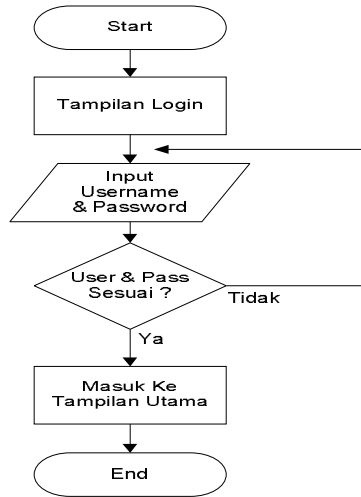 Start
Tampilan Login
Input
Username
& Password
User & Pass
Sesuai ?
Tidak
Ya
Masuk Ke
Tampilan Utama
End